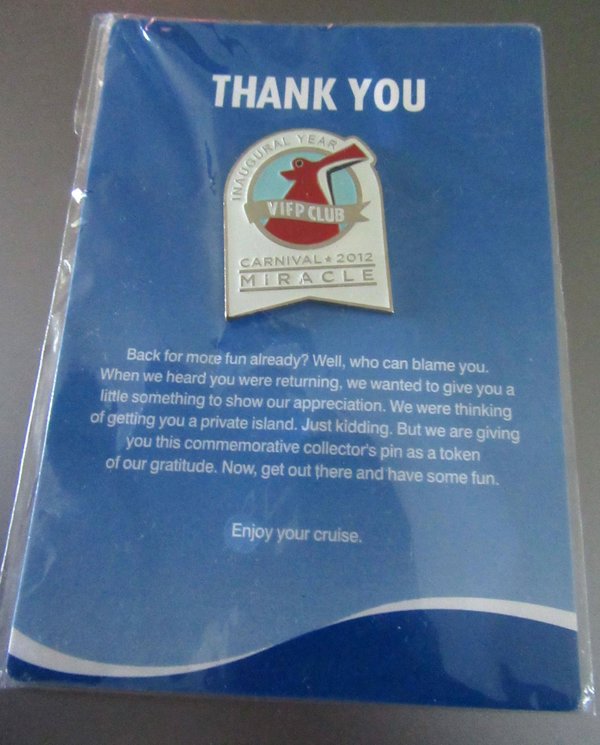 THANK YOU
INAUGURAL YEAR
VIFP CLUB
CARNIVAL ★ 2012
MIRACLE
Back for more fun already? Well, who can blame you.
When we heard you were returning, we wanted to give you a
little something to show our appreciation. We were thinking
of getting you a private island. Just kidding. But we are giving
you this commemorative collector's pin as a token
of our gratitude. Now, get out there and have some fun.
Enjoy your cruise.